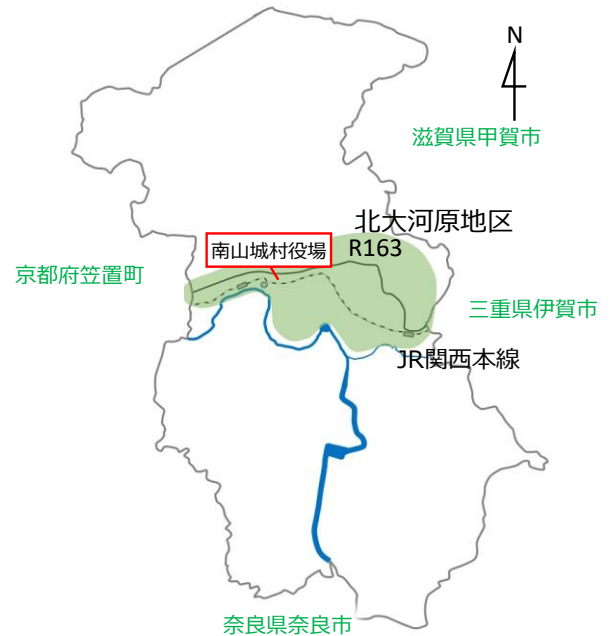 N
滋賀県甲賀市
北大河原地区
南山城村役場
R163
京都府笠置町
三重県伊賀市
JR関西本線
奈良県奈良市